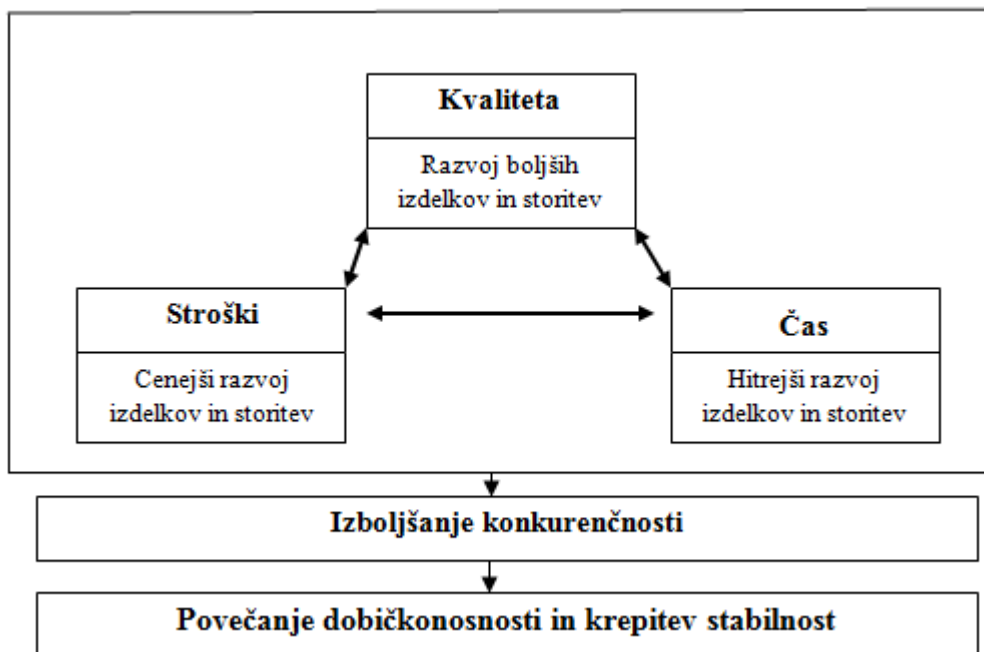 Kvaliteta
Razvoj boljših
izdelkov in storitev
Stroški
Cenejši razvoj
izdelkov in storitev
Čas
Hitrejši razvoj
izdelkov in storitev
Izboljšanje konkurenčnosti
Povečanje dobičkonosnosti in krepitev stabilnost